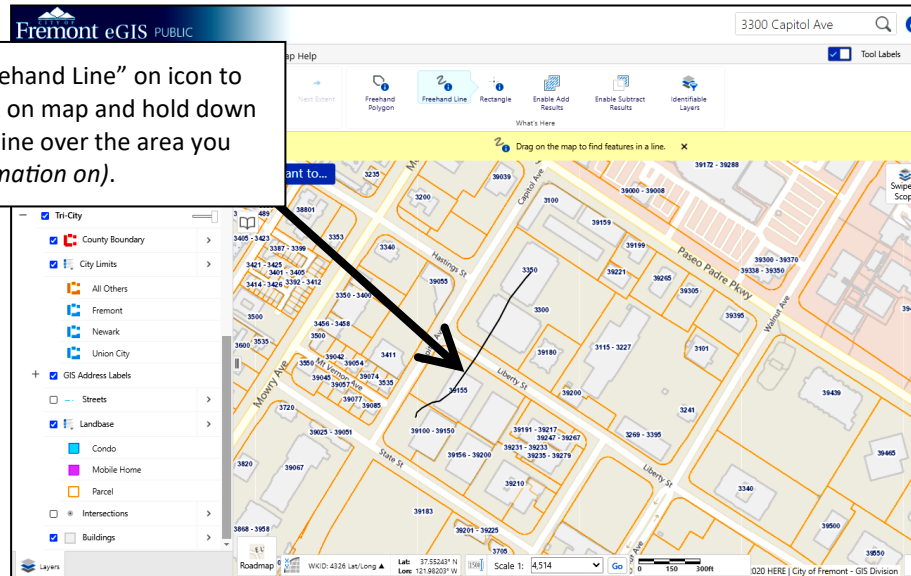 CITY OF
Fremont eGIS PUBLIC
3300 Capitol Ave
Map Help
Tool Labels
Next Extent
Freehand Polygon
Freehand Line
Rectangle
Enable Add Results
Enable Subtract Results
Identifiable Layers
What's Here
Drag on the map to find features in a line.
ehand Line” on icon to
on map and hold down
ine over the area you
mation on).
ant to...
Swipe
Scop
Tri-City
County Boundary
City Limits
All Others
Fremont
Newark
Union City
GIS Address Labels
Streets
Landbase
Condo
Mobile Home
Parcel
Intersections
Buildings
Layers
3235
39039
39172 - 39288
3200
3100
39000 - 39008
Capitol Ave
489
38801
39159
3405 - 3423
3387 - 3399
3353
3340
39199
Paseo Padre Pkwy
39300 - 39370
39338 - 39350
Hastings St
3421 - 3425
3401 - 3405
3414 - 3426
3392 - 3412
39055
3350
39221
39265
39305
3350 - 3400
3300
39395
Walnut Ave
3500
3456 - 3458
3500
3600
3535
3411
39180
3115 - 3227
3101
39042
3550
39054
Mt Vernon Ave
39045
39074
39057
3535
Liberty St
39155
39200
39439
Mowry Ave
3720
39077
39085
3241
39025 - 39051
39100 - 39150
39191 - 39217
39247 - 39267
3269 - 3395
39231 - 39233
39235 - 39279
39156 - 39200
39465
State St
3820
39067
39210
Liberty St
3340
39183
39500
3868 - 3958
39201 - 39225
3705
39550
Roadmap
WKID: 4326 Lat/Long
Lat: 37.55243° N
Lon: 121.98203° W
Scale 1: 4,514
Go
0 150 300ft
020 HERE | City of Fremont - GIS Division